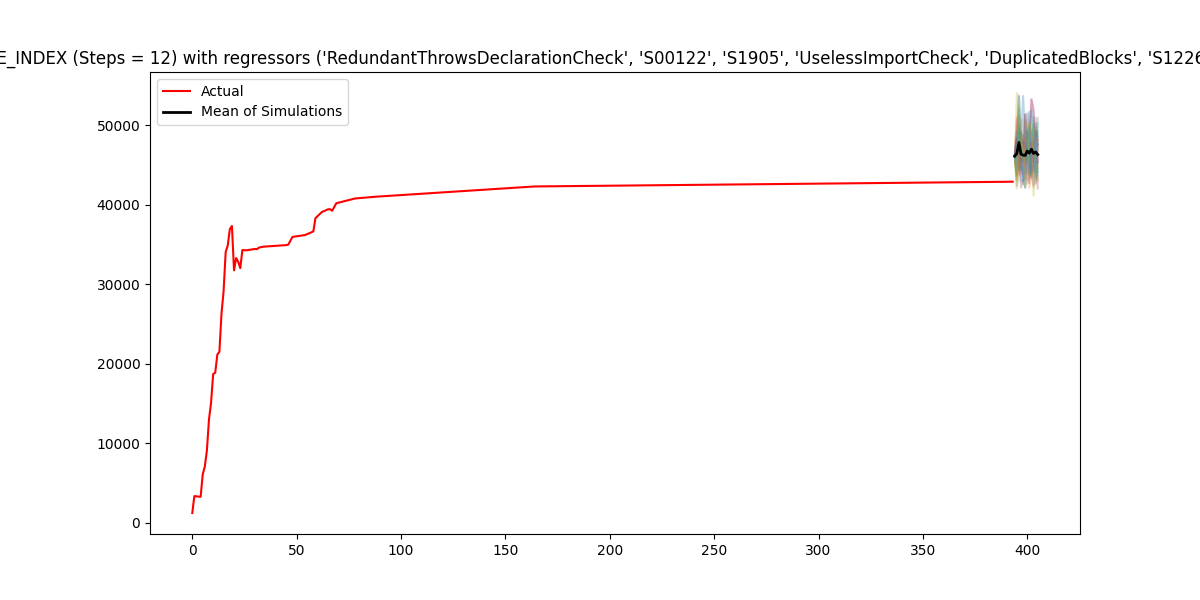 E_INDEX (Steps = 12) with regressors ('RedundantThrowsDeclarationCheck', 'S00122', 'S1905', 'UselessImportCheck', 'DuplicatedBlocks', 'S1226
Actual
Mean of Simulations
50000
40000
30000
20000
10000
0
0 50 100 150 200 250 300 350 400